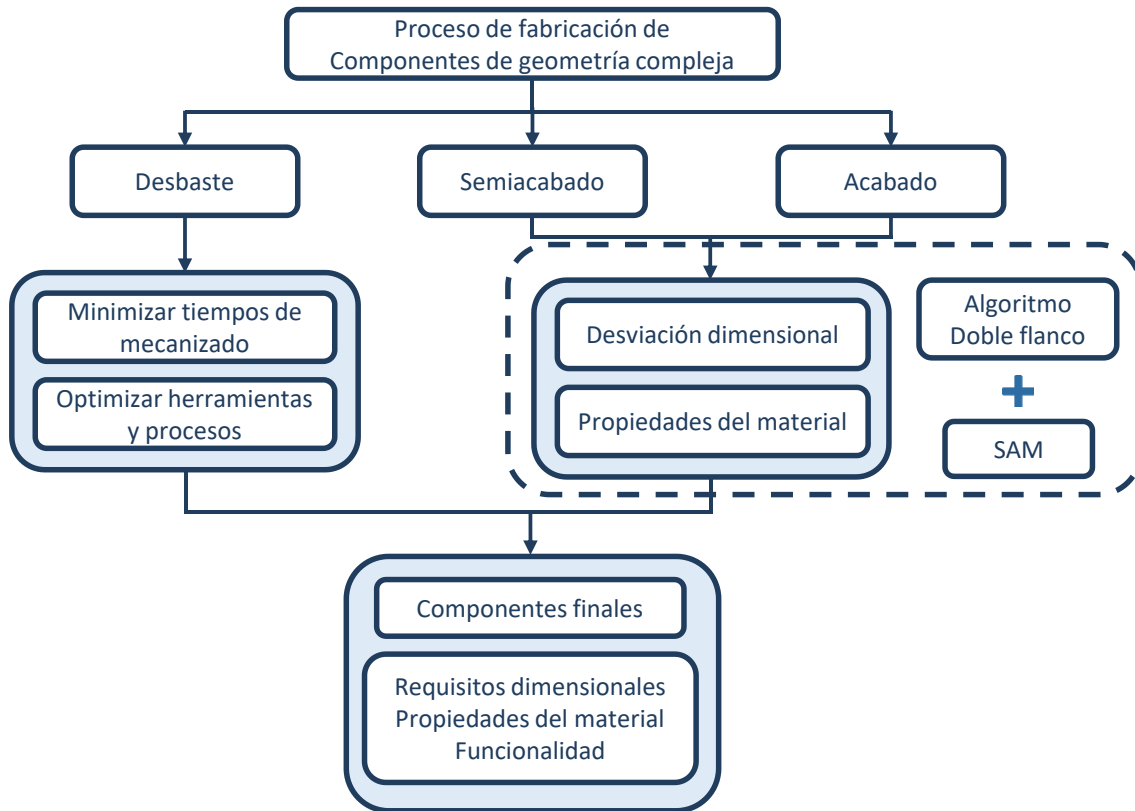 Proceso de fabricación de
Componentes de geometría compleja
Desbaste
Semiacabado
Acabado
Minimizar tiempos de
mecanizado
Optimizar herramientas
y procesos
Desviación dimensional
Propiedades del material
Algoritmo
Doble flanco
SAM
Componentes finales
Requisitos dimensionales
Propiedades del material
Funcionalidad